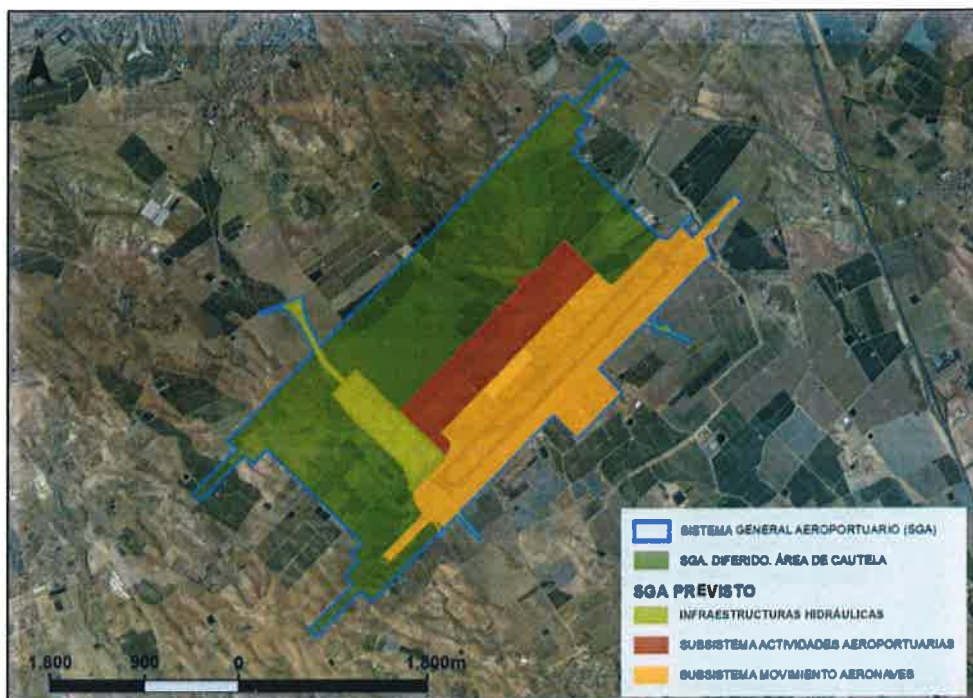 N
SISTEMA GENERAL AEROPORTUARIO (SGA)
SGA. DIFERIDO. ÁREA DE CAUTELA
SGA PREVISTO
INFRAESTRUCTURAS HIDRÁULICAS
SUBSISTEMA ACTIVIDADES AEROPORTUARIAS
SUBSISTEMA MOVIMIENTO AERONAVES
1.800 900 0 1.800m